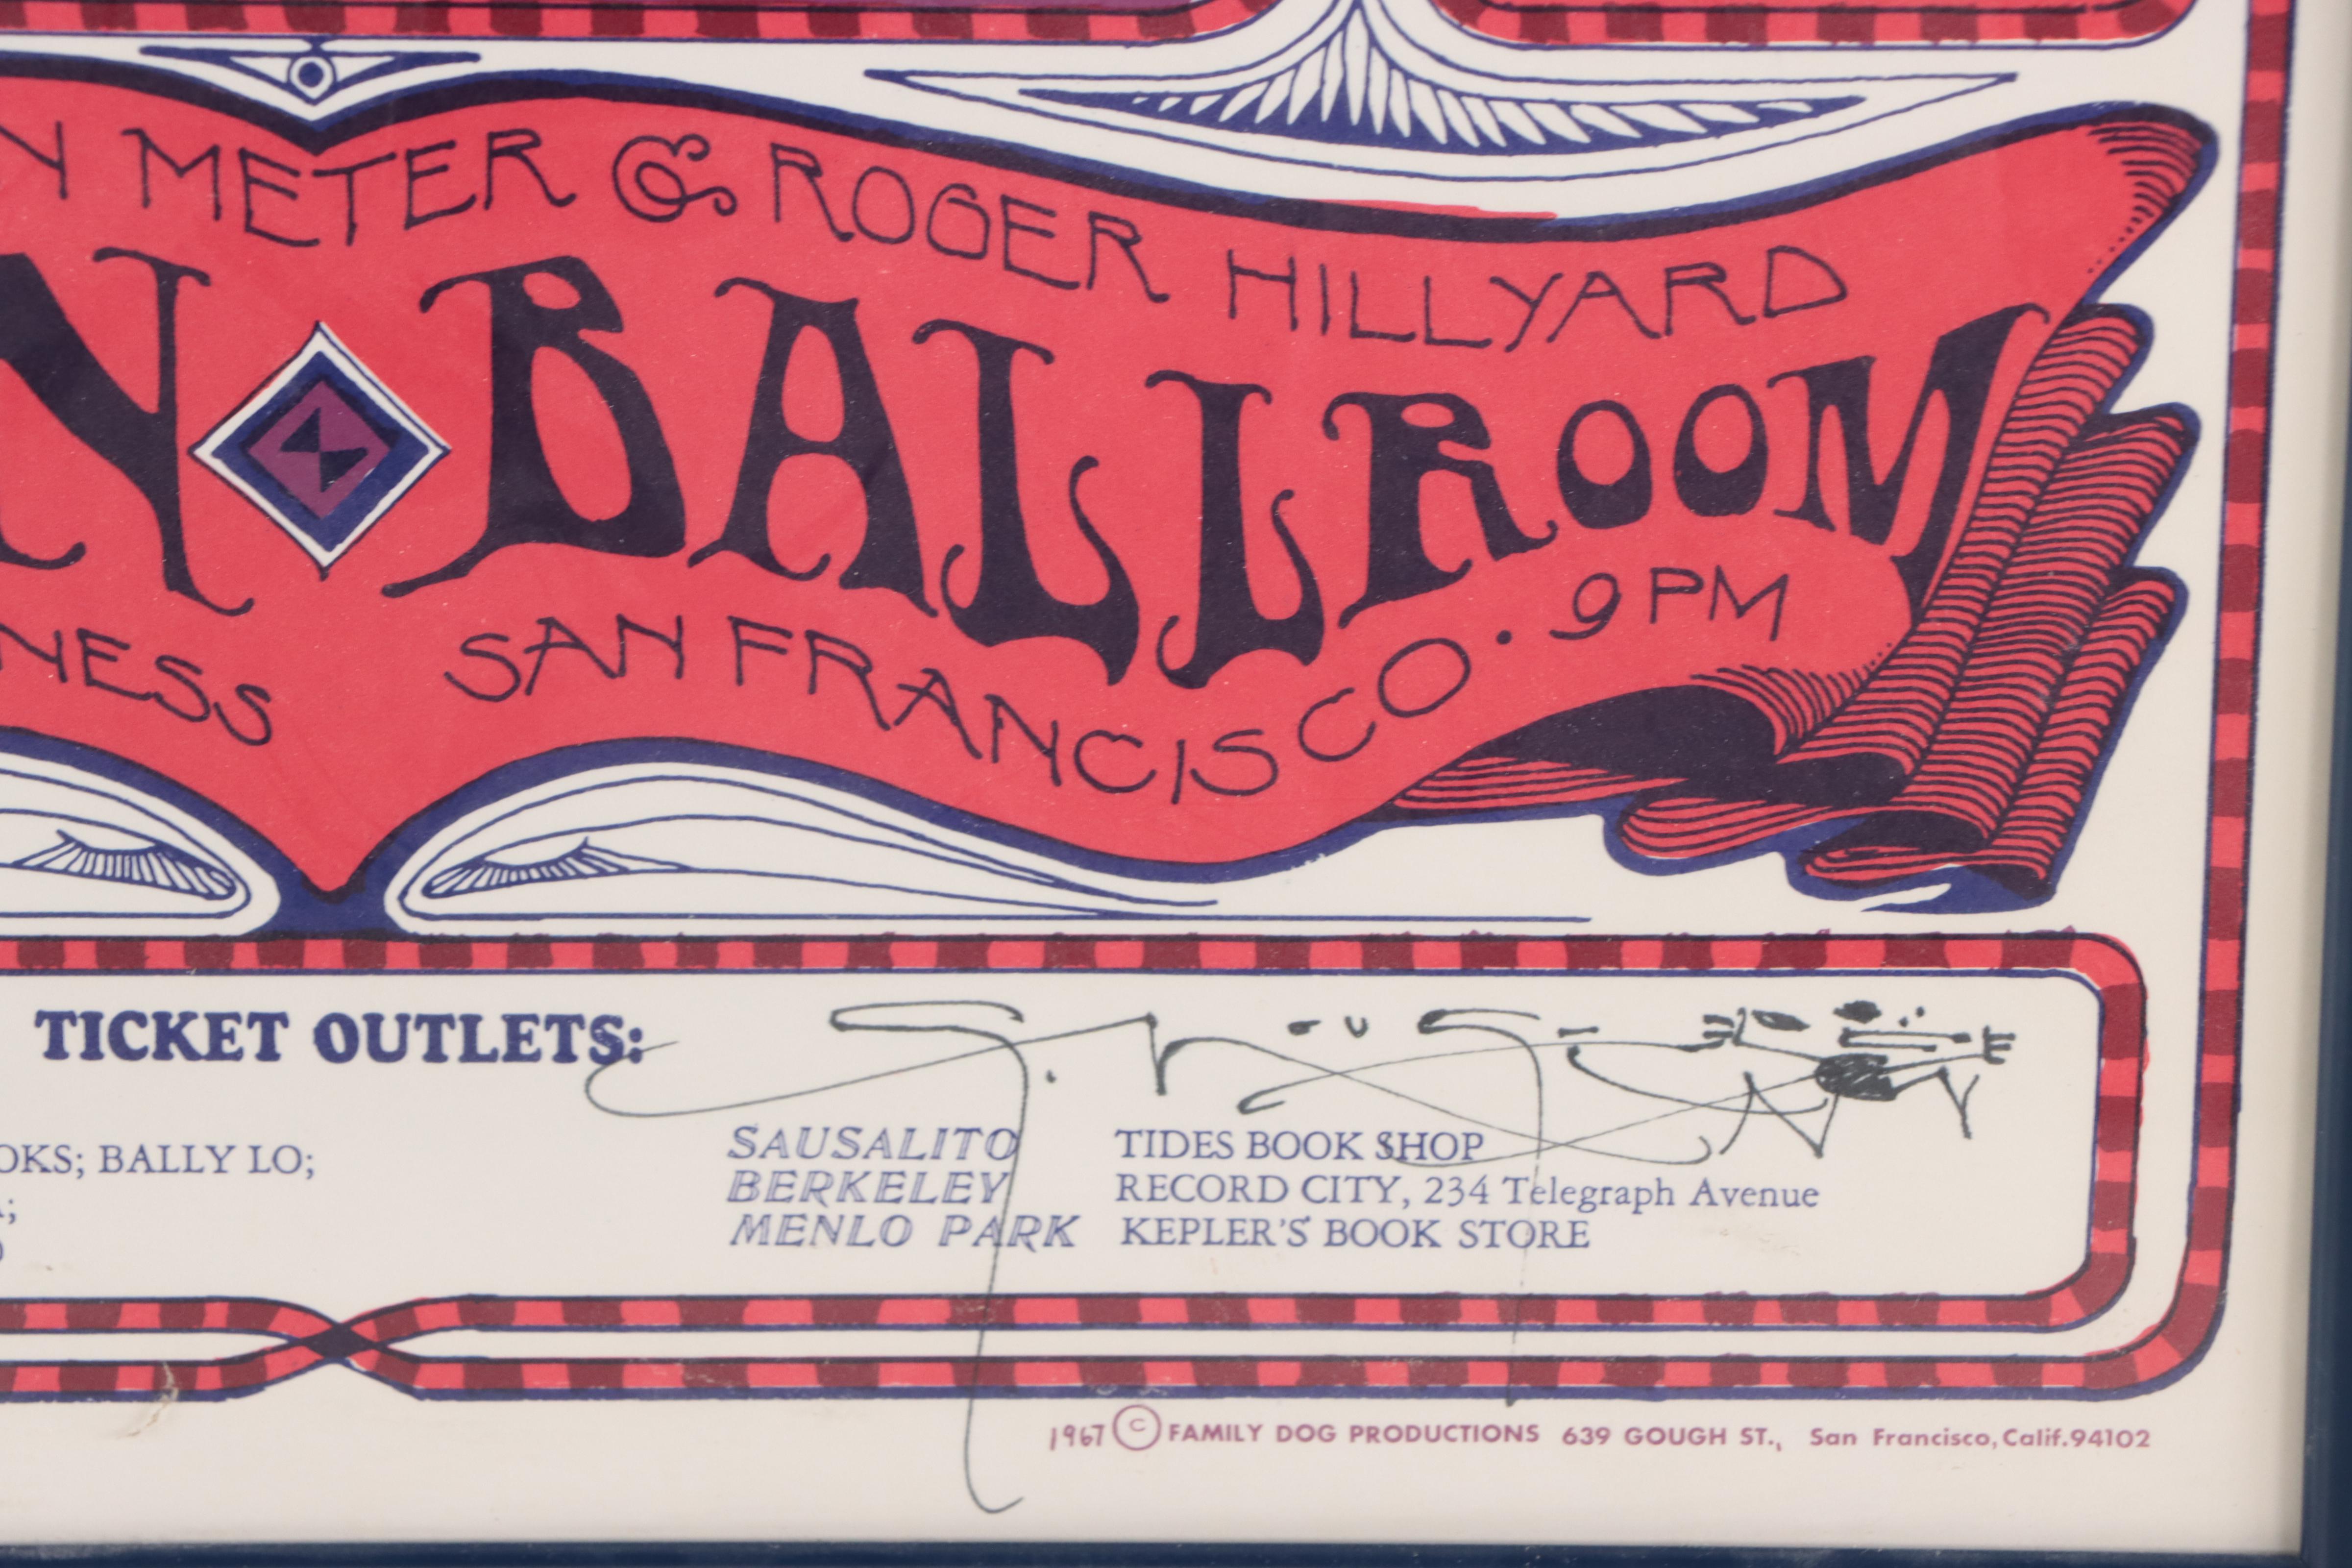 METER & ROGER HILLYARD
BALLROOM
NESS SAN FRANCISCO · 9 PM
TICKET OUTLETS:
OKS; BALLY LO;
SAUSALITO TIDES BOOK SHOP
BERKELEY RECORD CITY, 234 Telegraph Avenue
MENLO PARK KEPLER'S BOOK STORE
1967 © FAMILY DOG PRODUCTIONS 639 GOUGH ST., San Francisco, Calif. 94102